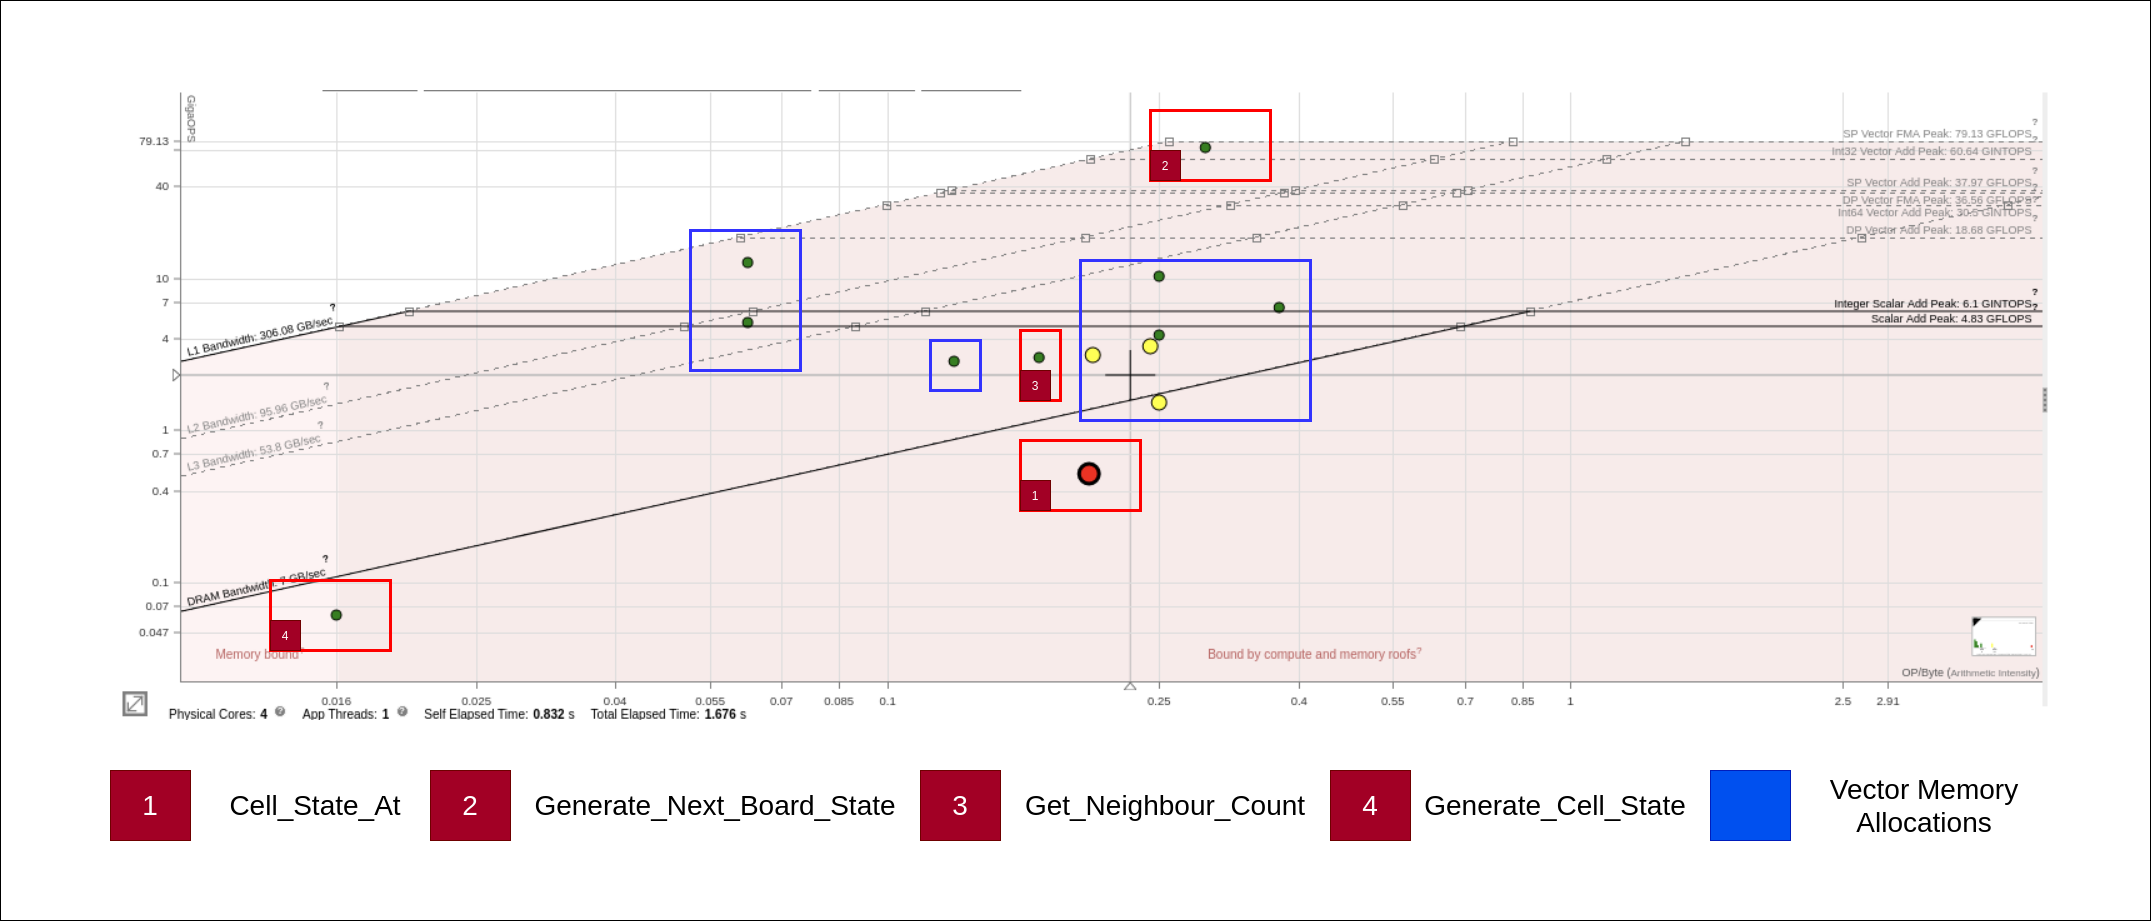 GigaOPS
79.13
40
10
7
4
1
0.7
0.4
0.1
0.07
0.047
?
L1 Bandwidth: 306.08 GB/sec
?
L2 Bandwidth: 95.96 GB/sec
?
L3 Bandwidth: 53.8 GB/sec
?
DRAM Bandwidth: 7 GB/sec
?
SP Vector FMA Peak: 79.13 GFLOPS
?
Int32 Vector Add Peak: 60.64 GINTOPS
?
SP Vector Add Peak: 37.97 GFLOPS
?
DP Vector FMA Peak: 36.56 GFLOPS
?
Int64 Vector Add Peak: 30.5 GINTOPS
?
DP Vector Add Peak: 18.68 GFLOPS
?
Integer Scalar Add Peak: 6.1 GINTOPS
?
Scalar Add Peak: 4.83 GFLOPS
2
3
1
4
Memory bound?
Bound by compute and memory roofs?
OP/Byte (Arithmetic Intensity)
0.016 0.025 0.04 0.055 0.07 0.085 0.1 0.25 0.4 0.55 0.7 0.85 1 2.5 2.91
Physical Cores: 4 ? App Threads: 1 ? Self Elapsed Time: 0.832 s Total Elapsed Time: 1.676 s
1 Cell_State_At
2 Generate_Next_Board_State
3 Get_Neighbour_Count
4 Generate_Cell_State
Vector Memory
Allocations